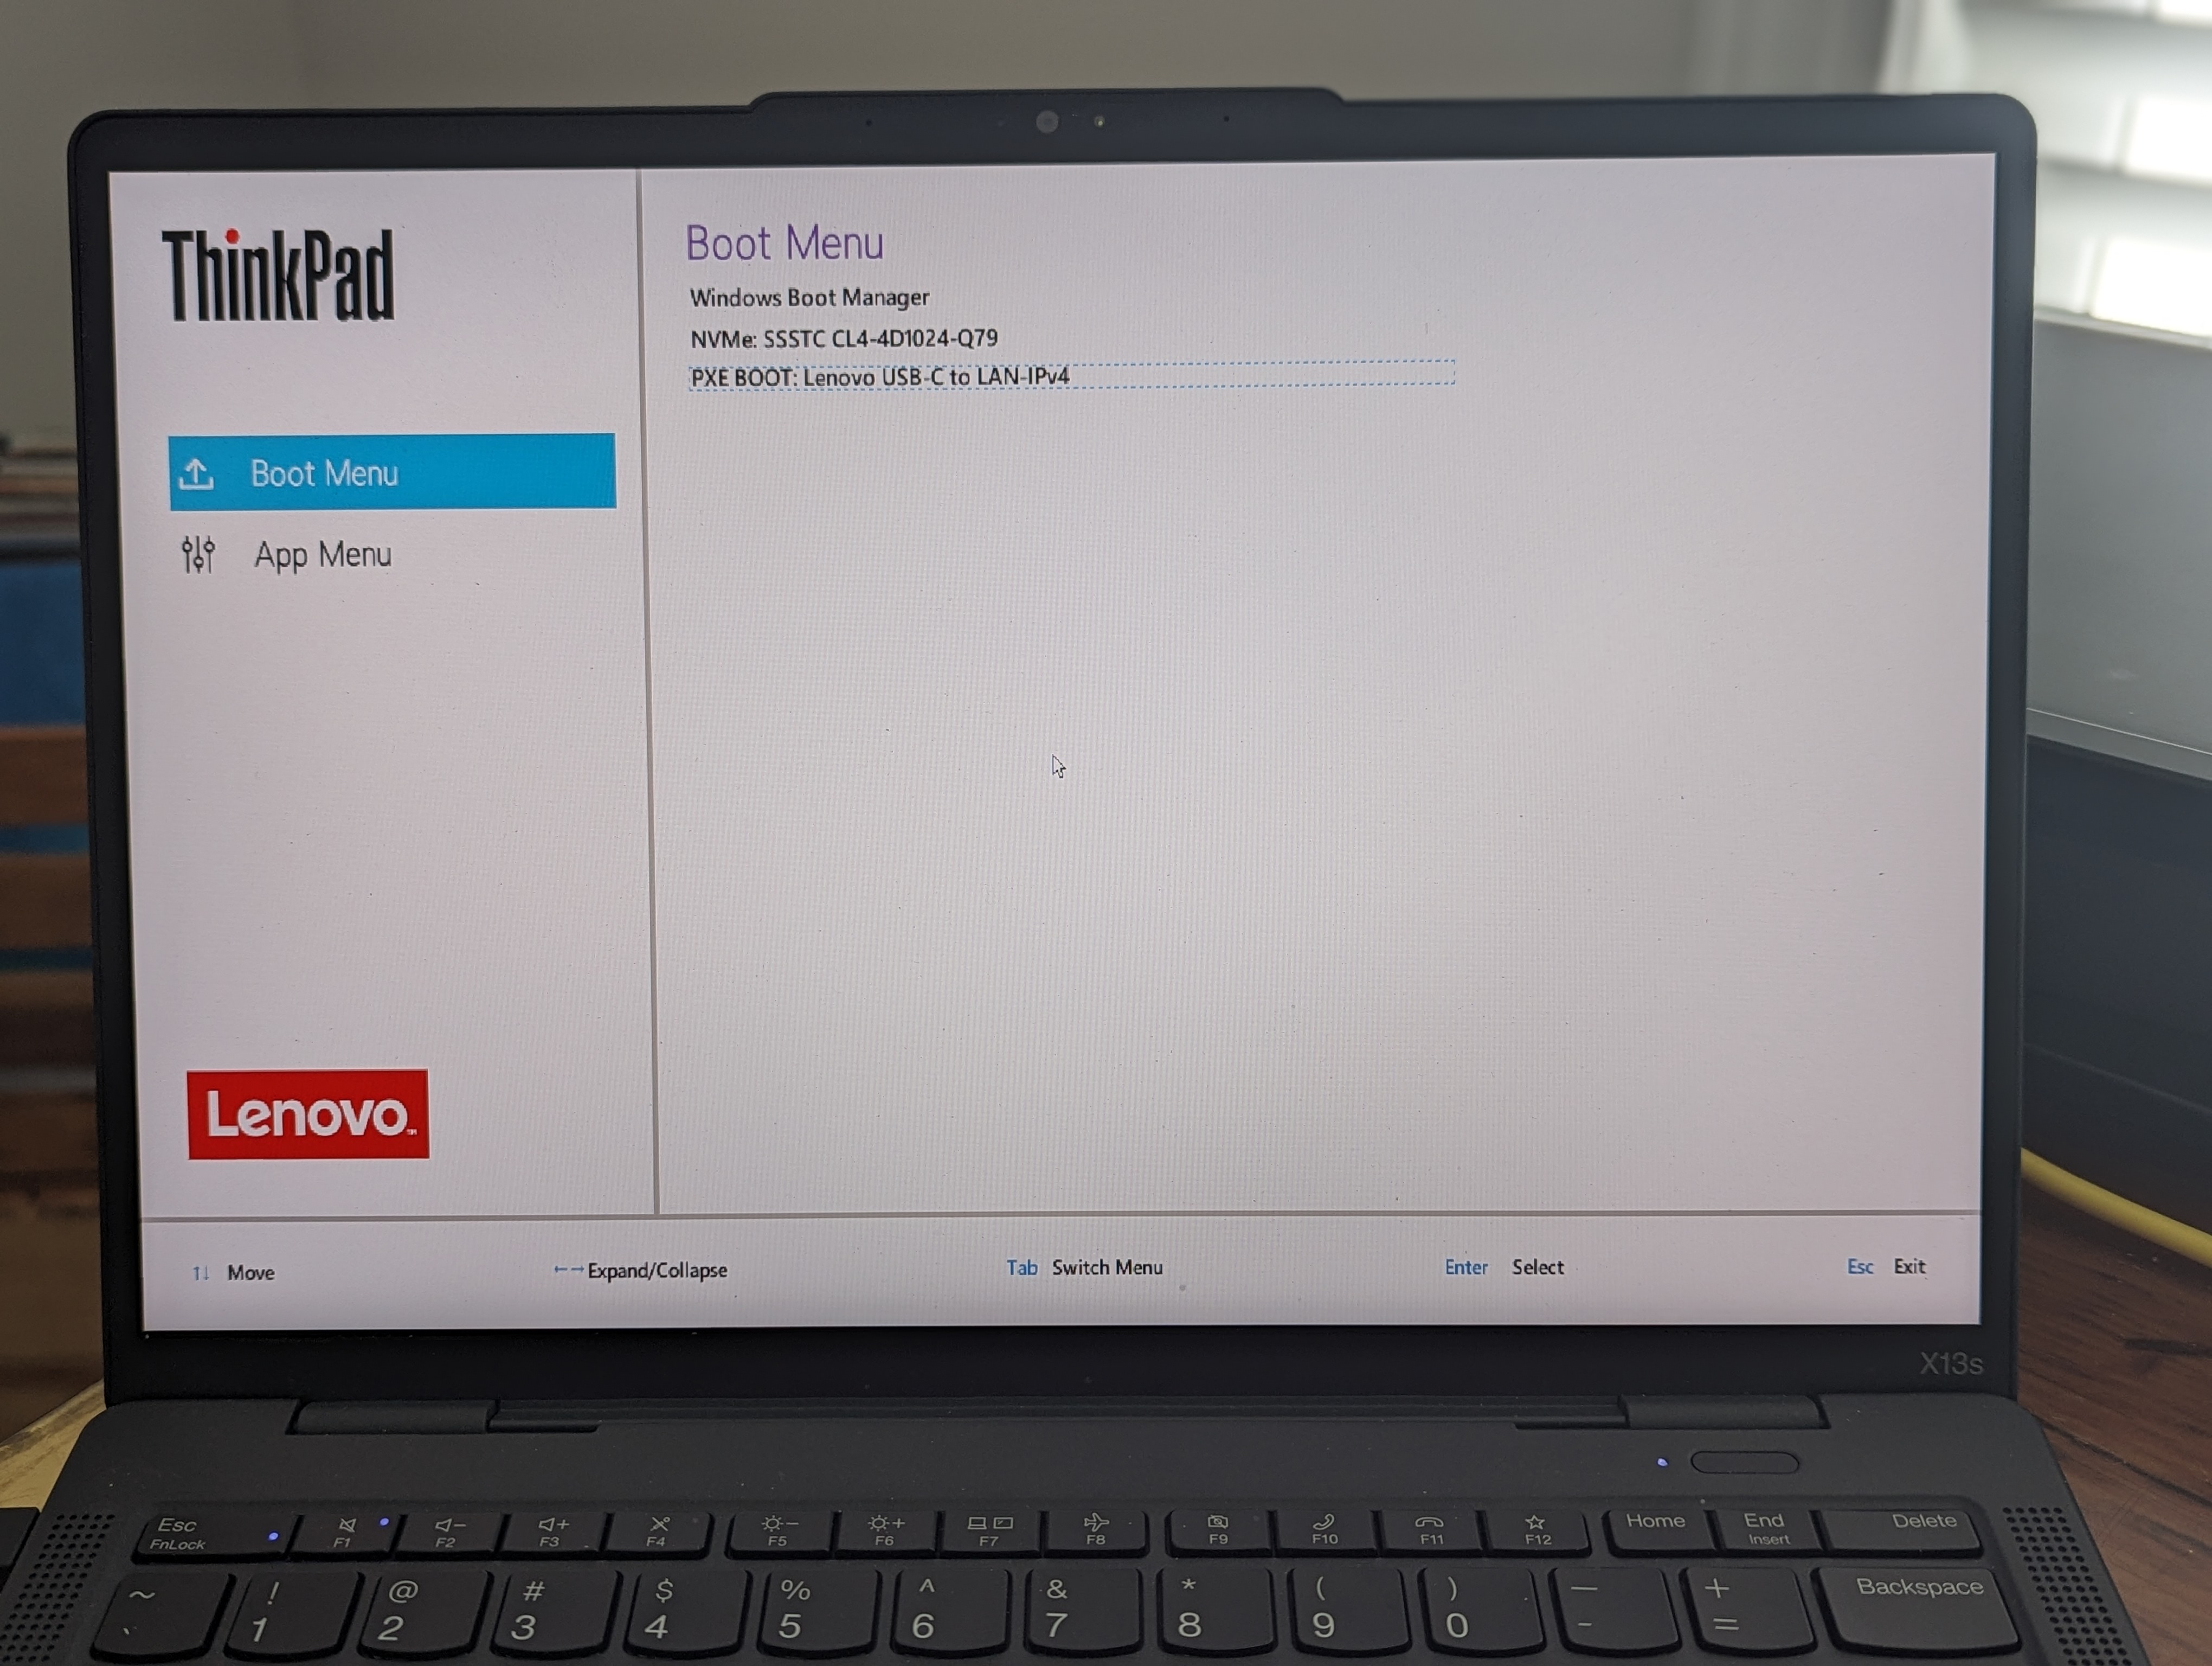 ThinkPad
Boot Menu
App Menu
Lenovo™
Boot Menu
Windows Boot Manager
NVMe: SSSTC CL4-4D1024-Q79
PXE BOOT: Lenovo USB-C to LAN-IPv4
↑↓ Move
←→ Expand/Collapse
Tab Switch Menu
Enter Select
Esc Exit
X13s
Esc FnLock
F1
F2
F3
F4
F5
F6
F7
F8
F9
F10
F11
F12
Home
End Insert
Delete
~ `
! 1
@ 2
# 3
$ 4
% 5
^ 6
& 7
* 8
( 9
) 0
_ -
+ =
Backspace